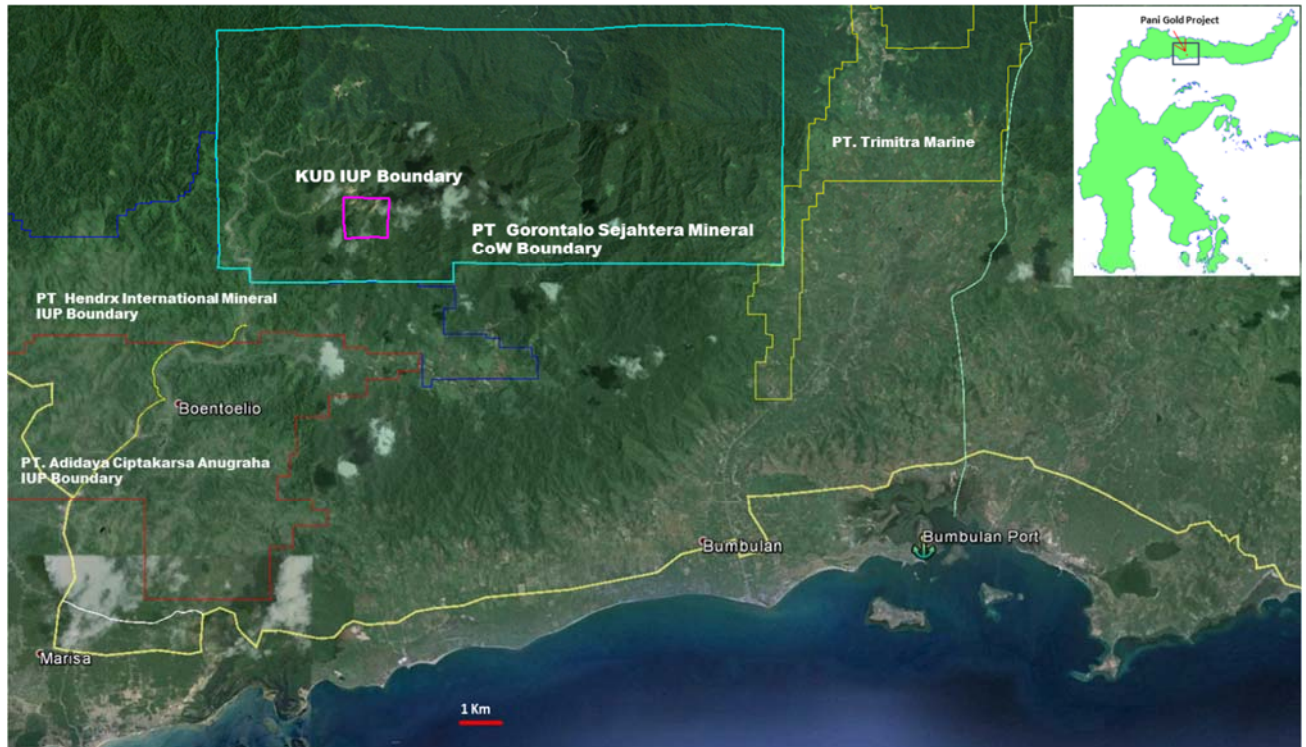 Pani Gold Project
PT. Trimitra Marine
KUD IUP Boundary
PT Gorontalo Sejahtera Mineral
CoW Boundary
PT Hendrx International Mineral
IUP Boundary
Boentoelio
PT. Adidaya Ciptakarsa Anugraha
IUP Boundary
Bumbulan
Bumbulan Port
Marisa
1 Km